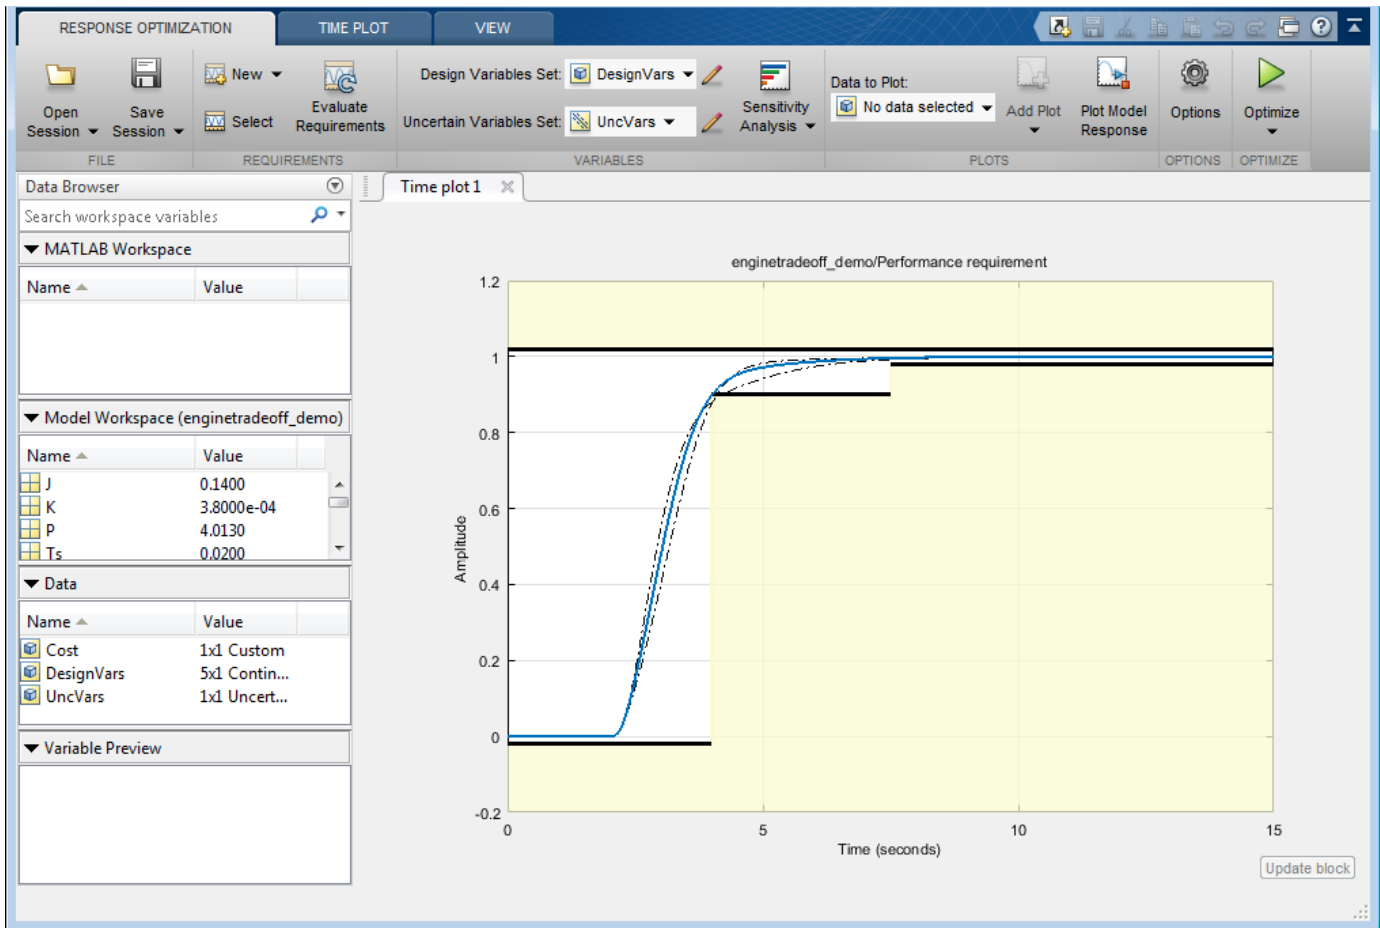 RESPONSE OPTIMIZATION TIME PLOT VIEW
Open Session
Save Session
New
Select
Evaluate Requirements
Design Variables Set: DesignVars
Uncertain Variables Set: UncVars
Sensitivity Analysis
Data to Plot:
No data selected
Add Plot
Plot Model Response
Options
Optimize
FILE REQUIREMENTS VARIABLES PLOTS OPTIONS OPTIMIZE
Data Browser
Search workspace variables
MATLAB Workspace
Name Value
Model Workspace (enginetradeoff_demo)
Name Value
J 0.1400
K 3.8000e-04
P 4.0130
Ts 0.0200
Data
Name Value
Cost 1x1 Custom
DesignVars 5x1 Contin...
UncVars 1x1 Uncert...
Variable Preview
Time plot 1
enginetradeoff_demo/Performance requirement
1.2
1
0.8
0.6
0.4
0.2
0
-0.2
Amplitude
0 5 10 15
Time (seconds)
Update block